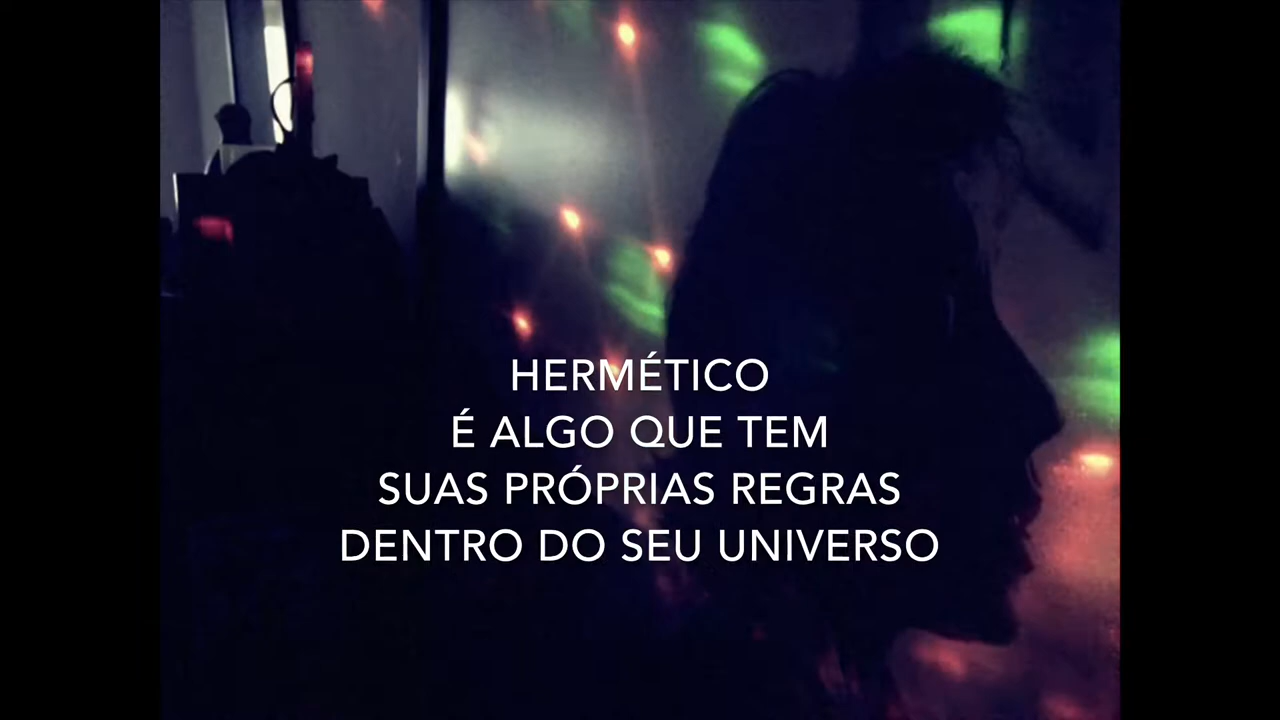 HERMÉTICO
É ALGO QUE TEM
SUAS PRÓPRIAS REGRAS
DENTRO DO SEU UNIVERSO